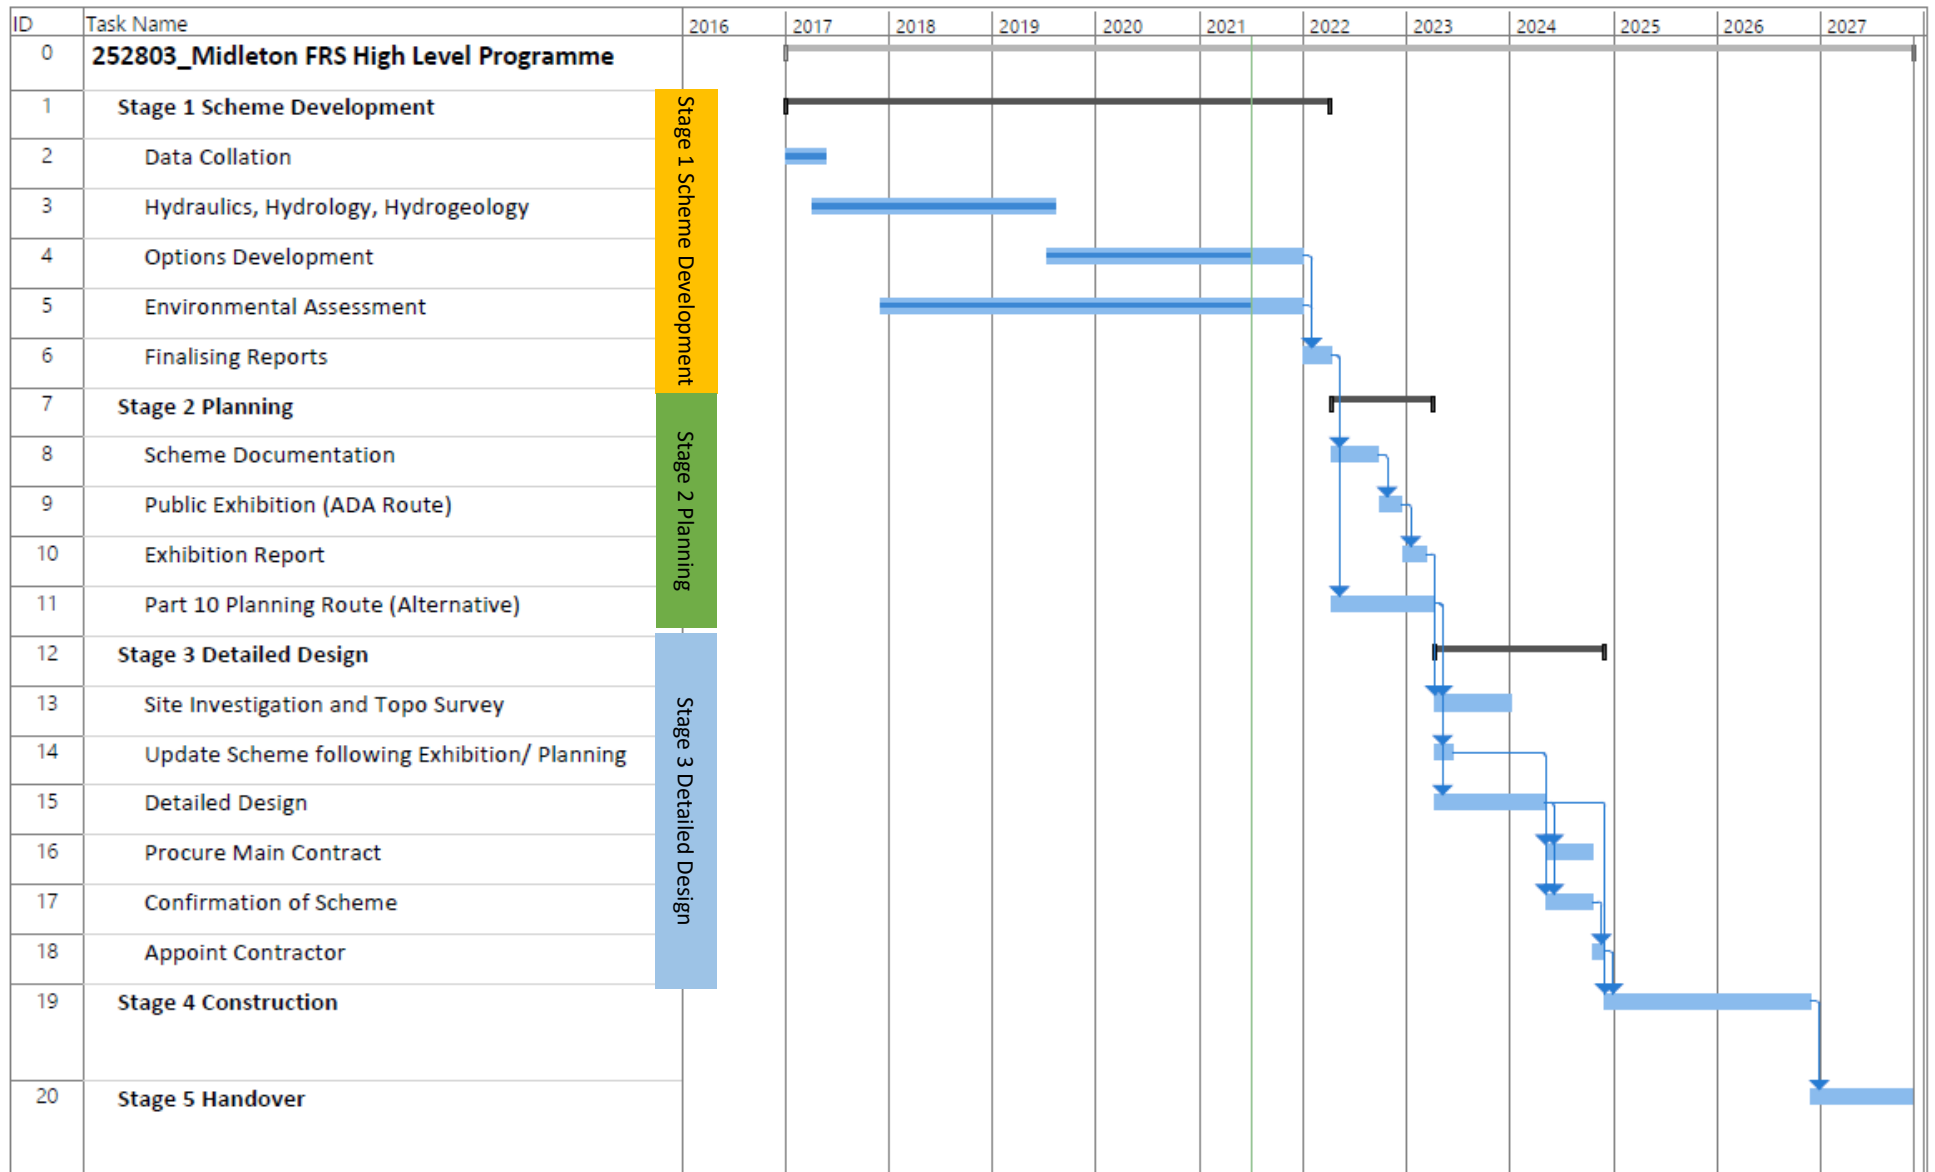 ID Task Name 2016 2017 2018 2019 2020 2021 2022 2023 2024 2025 2026 2027
0 252803_Midleton FRS High Level Programme
1 Stage 1 Scheme Development
2 Data Collation
3 Hydraulics, Hydrology, Hydrogeology
4 Options Development
5 Environmental Assessment
6 Finalising Reports
Stage 1 Scheme Development
7 Stage 2 Planning
8 Scheme Documentation
9 Public Exhibition (ADA Route)
10 Exhibition Report
11 Part 10 Planning Route (Alternative)
Stage 2 Planning
12 Stage 3 Detailed Design
13 Site Investigation and Topo Survey
14 Update Scheme following Exhibition/ Planning
15 Detailed Design
16 Procure Main Contract
17 Confirmation of Scheme
18 Appoint Contractor
Stage 3 Detailed Design
19 Stage 4 Construction
20 Stage 5 Handover